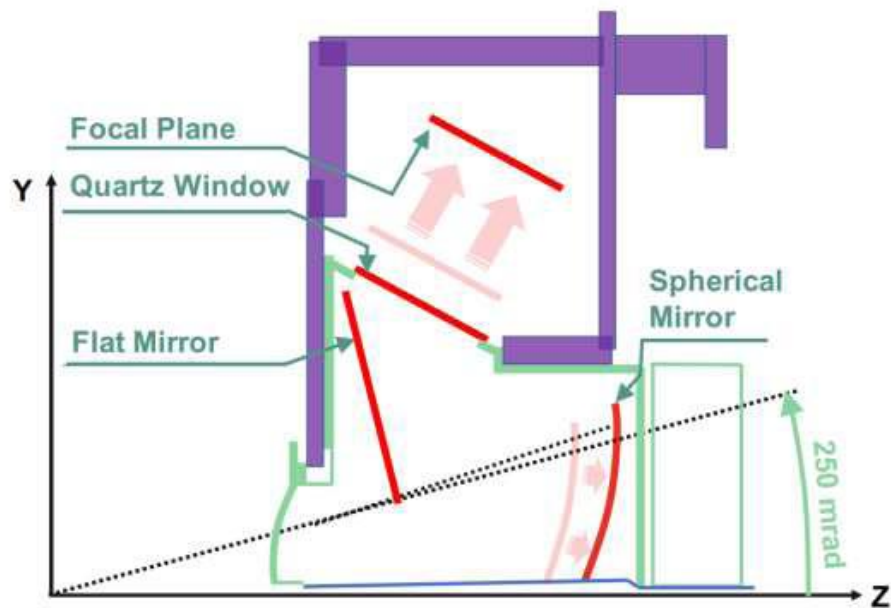 Focal Plane
Y
Quartz Window
Spherical
Mirror
Flat Mirror
250 mrad
Z